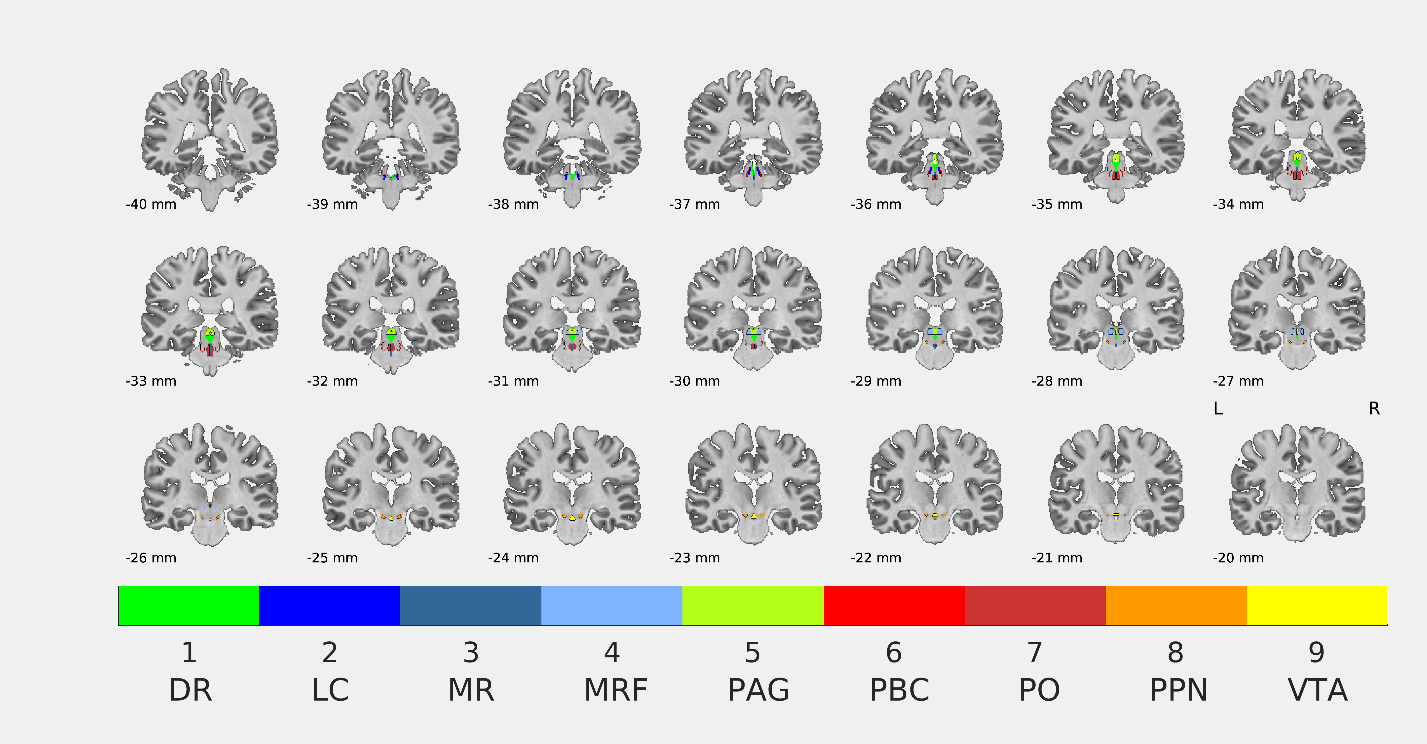 -40 mm -39 mm -38 mm -37 mm -36 mm -35 mm -34 mm
-33 mm -32 mm -31 mm -30 mm -29 mm -28 mm -27 mm
L R
-26 mm -25 mm -24 mm -23 mm -22 mm -21 mm -20 mm
1 2 3 4 5 6 7 8 9
DR LC MR MRF PAG PBC PO PPN VTA